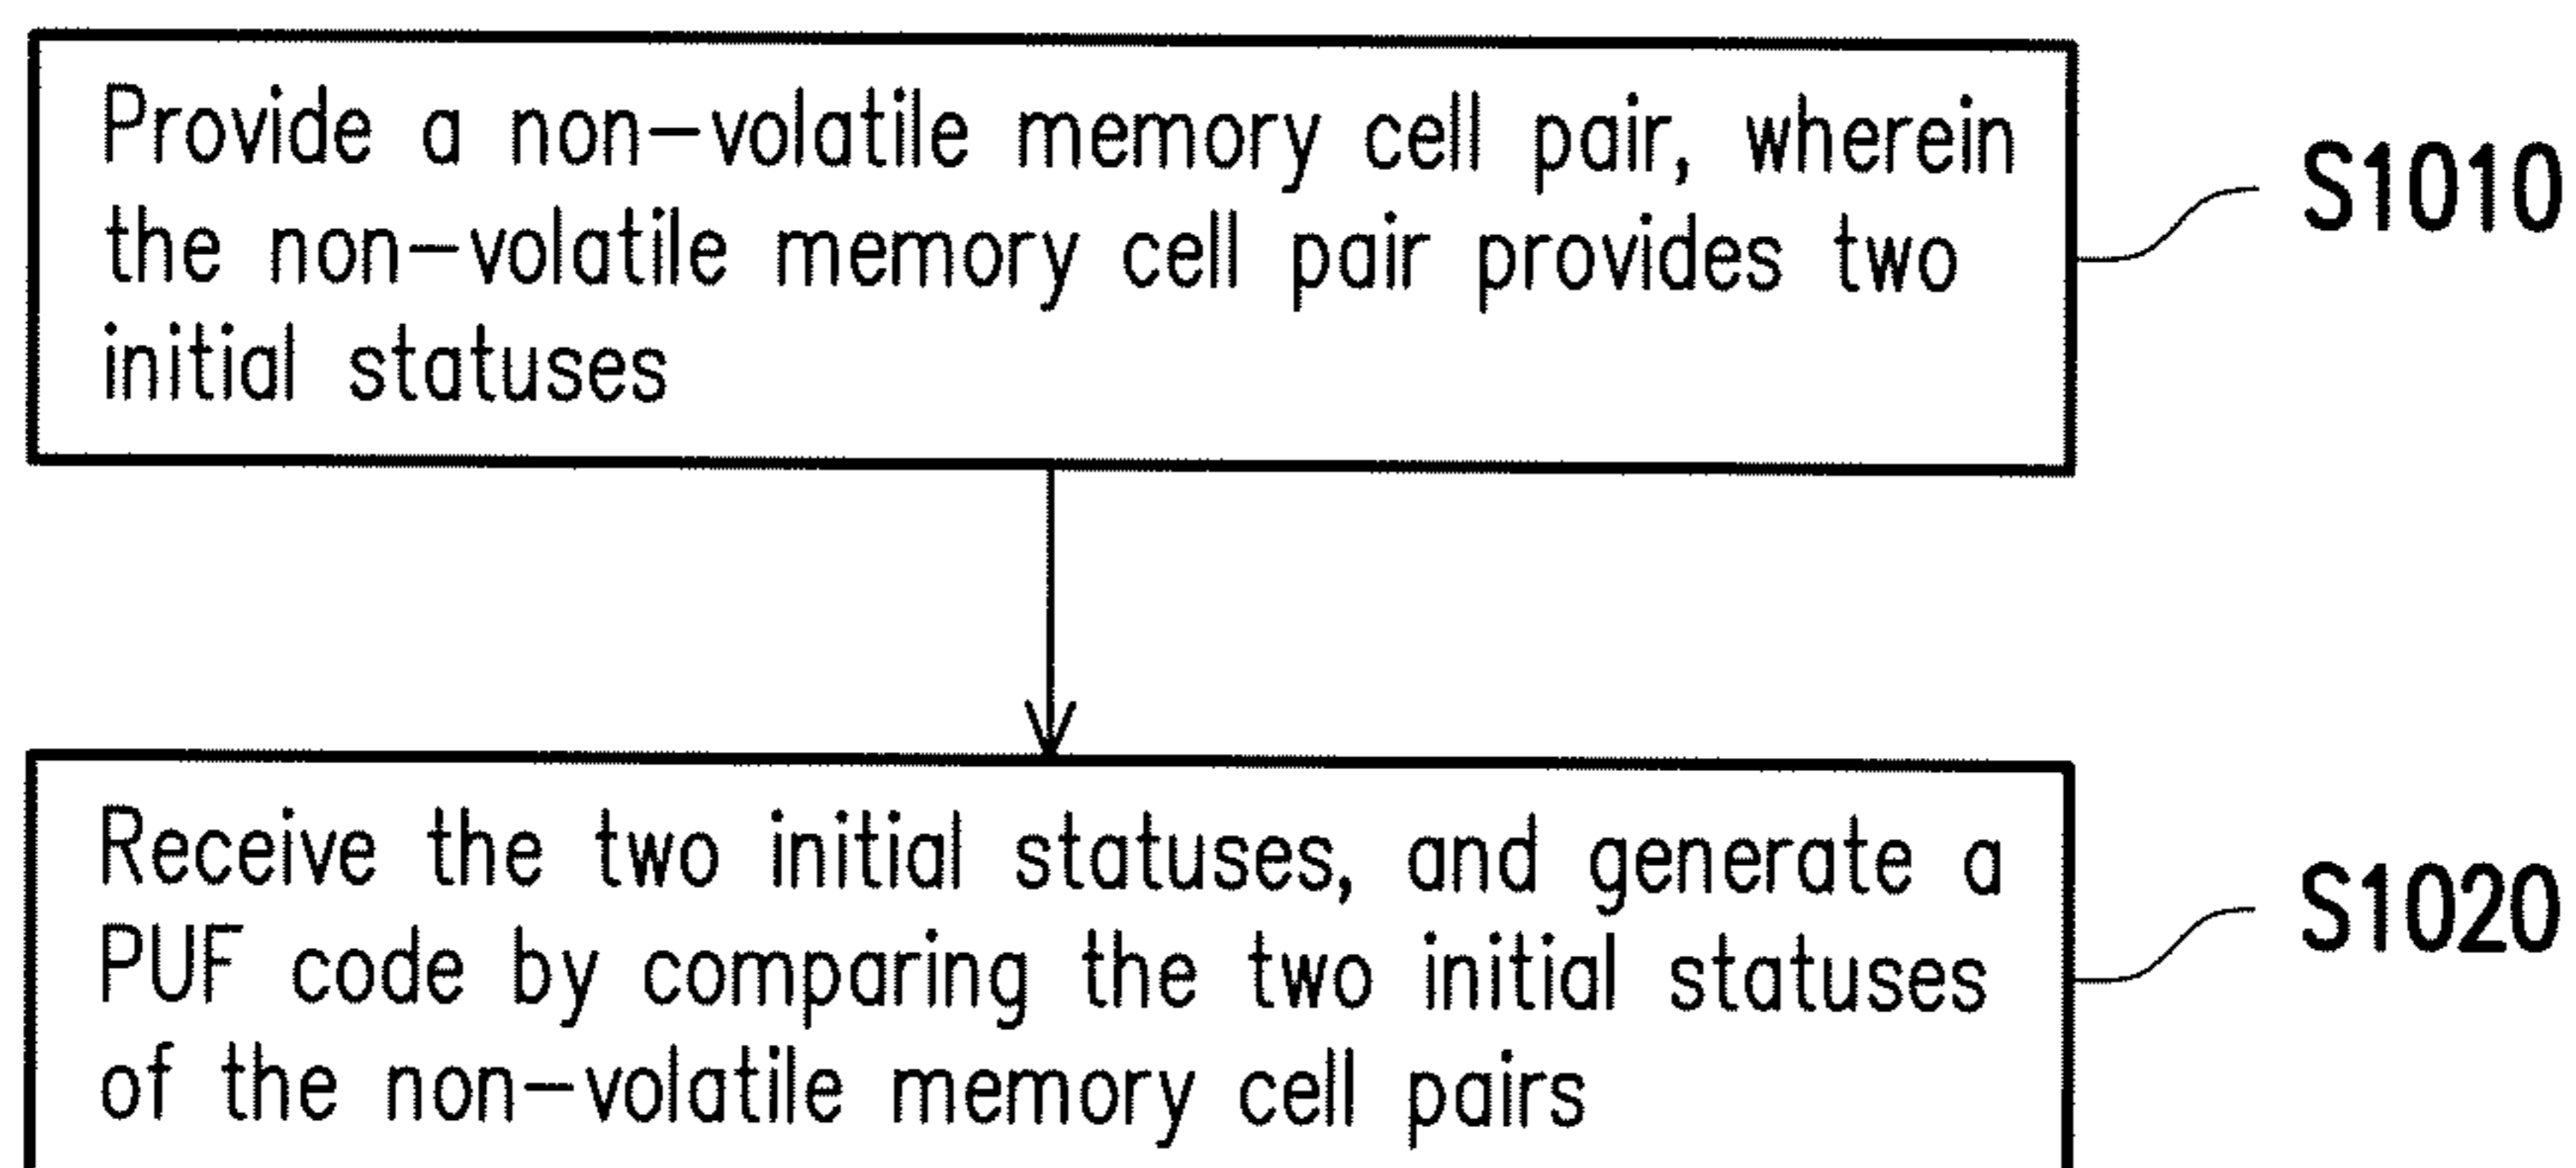 Provide a non-volatile memory cell pair, wherein
the non-volatile memory cell pair provides two
initial statuses
S1010
Receive the two initial statuses, and generate a
PUF code by comparing the two initial statuses
of the non-volatile memory cell pairs
S1020